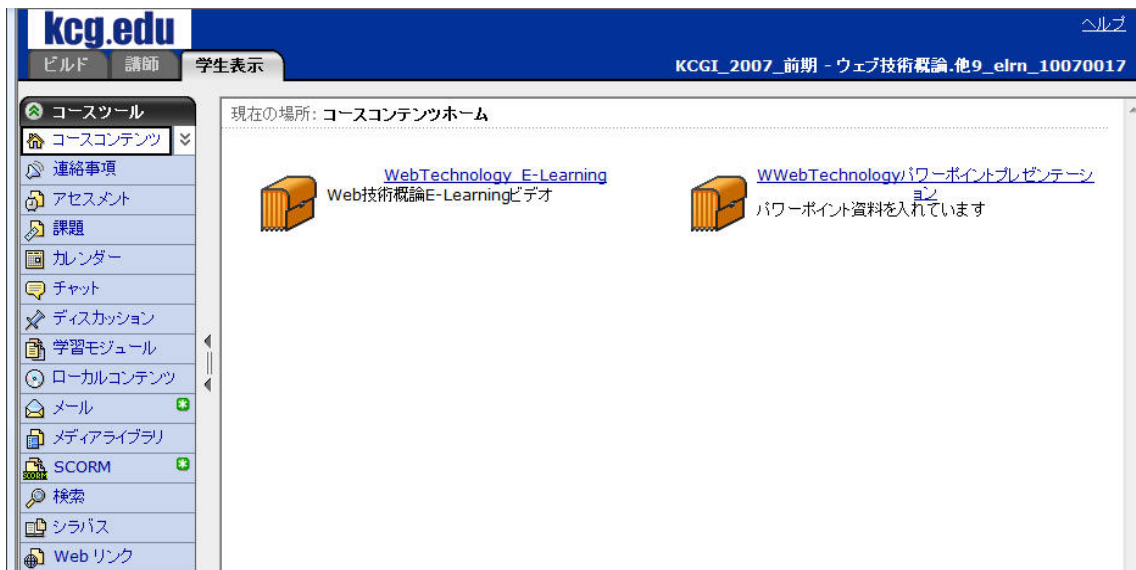 kcg.edu
ヘルプ
ビルド
講師
学生表示
KCGI_2007_前期 - ウェブ技術概論.他9_elrn_10070017
コースツール
現在の場所: コースコンテンツホーム
コースコンテンツ
連絡事項
アセスメント
課題
カレンダー
チャット
ディスカッション
学習モジュール
ローカルコンテンツ
メール
メディアライブラリ
SCORM
SCORM
検索
シラバス
Web リンク
WebTechnology E-Learning
Web技術概論E-Learningビデオ
WWebTechnologyパワーポイントプレゼンテーシ
ョン
パワーポイント資料を入れています